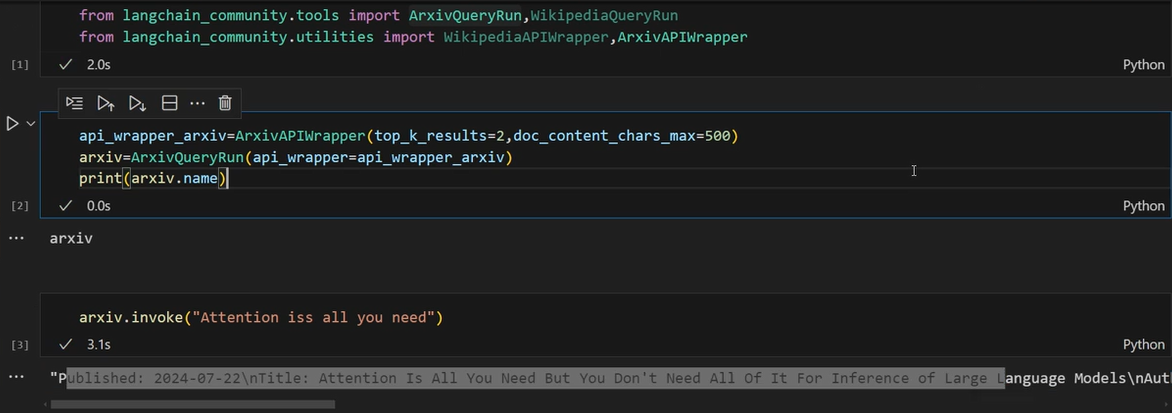 from langchain_community.tools import ArxivQueryRun,WikipediaQueryRun
from langchain_community.utilities import WikipediaAPIWrapper,ArxivAPIWrapper
[1] 2.0s Python
api_wrapper_arxiv=ArxivAPIWrapper(top_k_results=2,doc_content_chars_max=500)
arxiv=ArxivQueryRun(api_wrapper=api_wrapper_arxiv)
print(arxiv.name)
[2] 0.0s Python
... arxiv
arxiv.invoke("Attention iss all you need")
[3] 3.1s Python
... "Published: 2024-07-22\nTitle: Attention Is All You Need But You Don't Need All Of It For Inference of Large Language Models\nAut